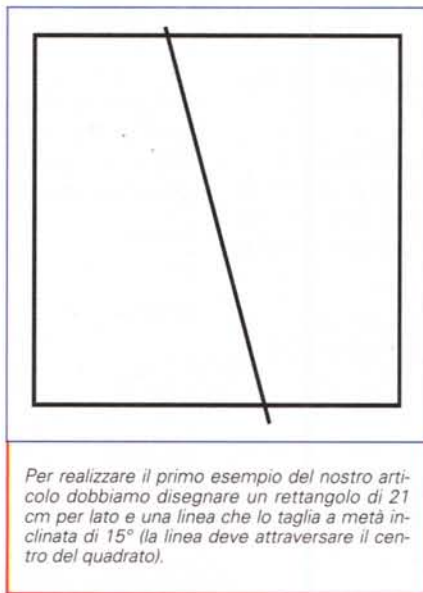 Per realizzare il primo esempio del nostro arti-
colo dobbiamo disegnare un rettangolo di 21
cm per lato e una linea che lo taglia a metà in-
clinata di 15° (la linea deve attraversare il cen-
tro del quadrato).